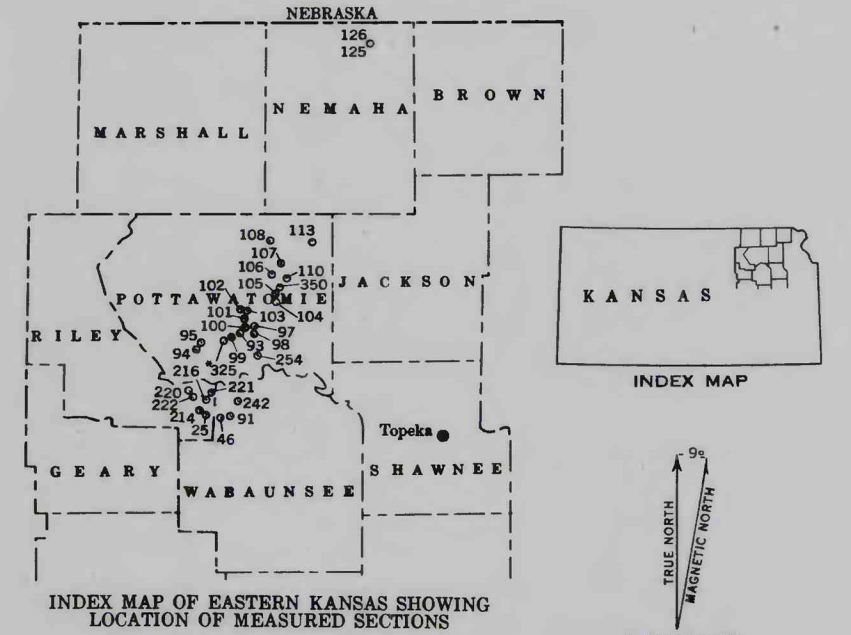 NEBRASKA
126
125
BROWN
NEMAHA
MARSHALL
108
113
107
106
110
105
350
102
POTTAWATOMIE
JACKSON
101
103
104
100
97
RILEY
95
93
98
94
99
254
216
325
221
220
222
242
214
25
91
46
Topeka
GEARY
SHAWNEE
WABAUNSEE
KANSAS
INDEX MAP
9°
TRUE NORTH
MAGNETIC NORTH
INDEX MAP OF EASTERN KANSAS SHOWING
LOCATION OF MEASURED SECTIONS